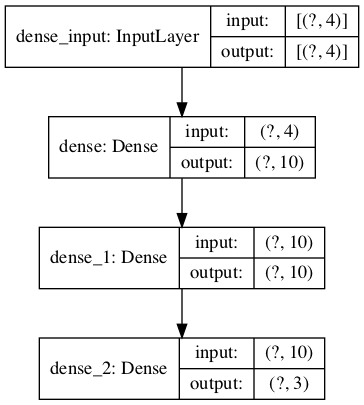 dense_input: InputLayer
input: [(?, 4)]
output: [(?, 4)]
dense: Dense
input: (?, 4)
output: (?, 10)
dense_1: Dense
input: (?, 10)
output: (?, 10)
dense_2: Dense
input: (?, 10)
output: (?, 3)